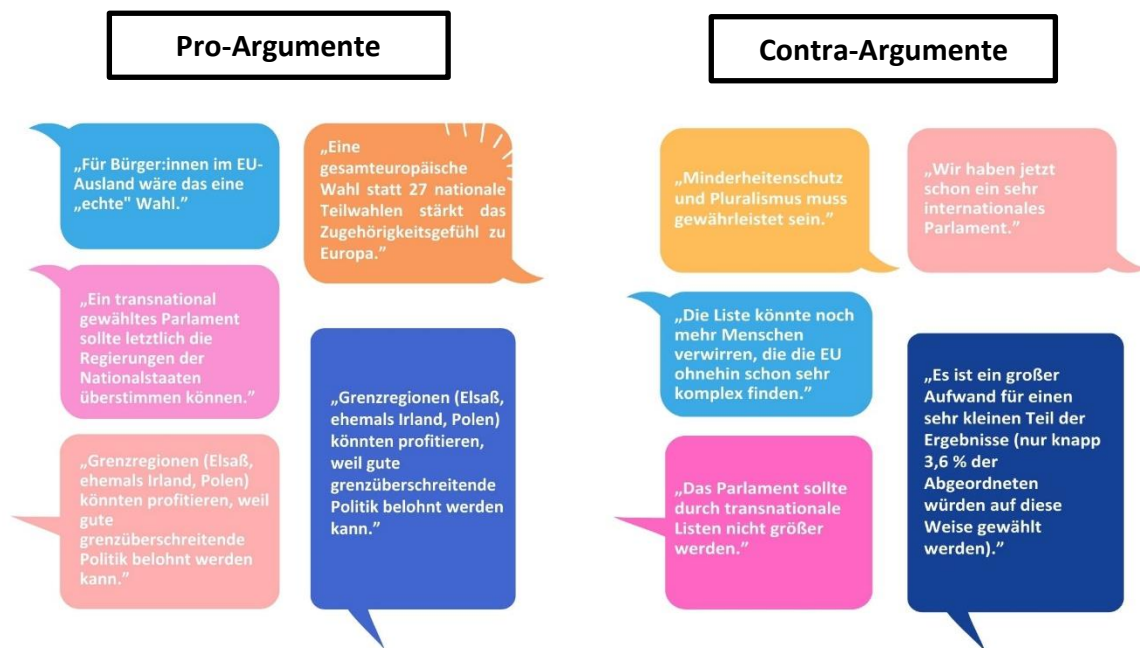 Pro-Argumente
„Für Bürger:innen im EU-
Ausland wäre das eine
„echte" Wahl.”
„Eine
gesamteuropäische
Wahl statt 27 nationale
Teilwahlen stärkt das
Zugehörigkeitsgefühl zu
Europa.”
„Ein transnational
gewähltes Parlament
sollte letztlich die
Regierungen der
Nationalstaaten
überstimmen können.”
„Grenzregionen (Elsaß,
ehemals Irland, Polen)
könnten profitieren,
weil gute
grenzüberschreitende
Politik belohnt werden
kann.”
„Grenzregionen (Elsaß,
ehemals Irland, Polen)
könnten profitieren, weil
gute
grenzüberschreitende
Politik belohnt werden
kann.”
Contra-Argumente
„Minderheitenschutz
und Pluralismus muss
gewährleistet sein.”
„Wir haben jetzt
schon ein sehr
internationales
Parlament.”
„Die Liste könnte noch
mehr Menschen
verwirren, die die EU
ohnehin schon sehr
komplex finden.”
„Es ist ein großer
Aufwand für einen
sehr kleinen Teil der
Ergebnisse (nur knapp
3,6 % der
Abgeordneten
würden auf diese
Weise gewählt
werden).”
„Das Parlament sollte
durch transnationale
Listen nicht größer
werden.”